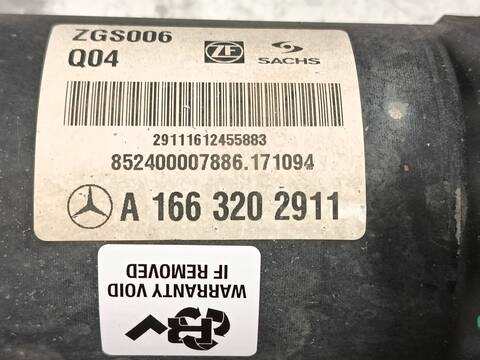 ZGS006
Q04
ZF
SACHS
29111612455883
852400007886.171094
A 166 320 2911
WARRANTY VOID
IF REMOVED